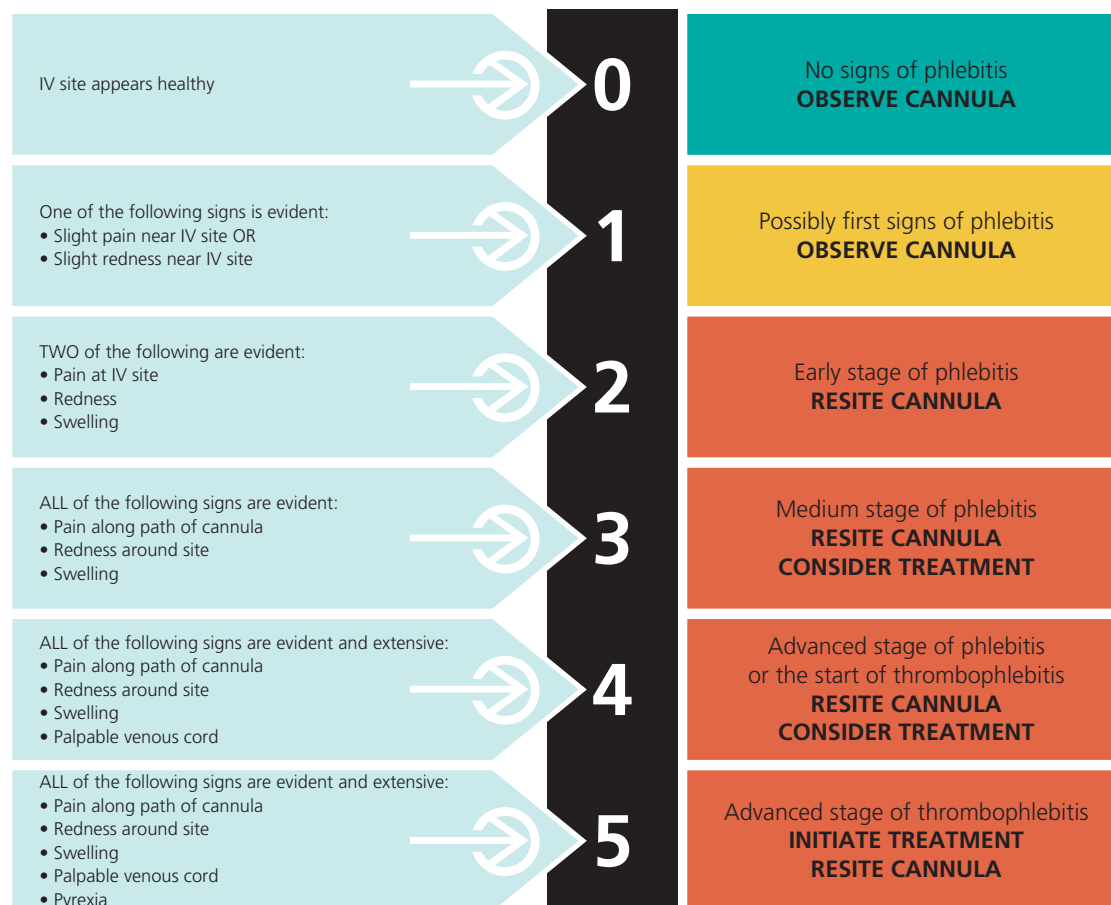 IV site appears healthy
0
No signs of phlebitis
OBSERVE CANNULA
One of the following signs is evident:
• Slight pain near IV site OR
• Slight redness near IV site
1
Possibly first signs of phlebitis
OBSERVE CANNULA
TWO of the following are evident:
• Pain at IV site
• Redness
• Swelling
2
Early stage of phlebitis
RESITE CANNULA
ALL of the following signs are evident:
• Pain along path of cannula
• Redness around site
• Swelling
3
Medium stage of phlebitis
RESITE CANNULA
CONSIDER TREATMENT
ALL of the following signs are evident and extensive:
• Pain along path of cannula
• Redness around site
• Swelling
• Palpable venous cord
4
Advanced stage of phlebitis
or the start of thrombophlebitis
RESITE CANNULA
CONSIDER TREATMENT
ALL of the following signs are evident and extensive:
• Pain along path of cannula
• Redness around site
• Swelling
• Palpable venous cord
• Pyrexia
5
Advanced stage of thrombophlebitis
INITIATE TREATMENT
RESITE CANNULA